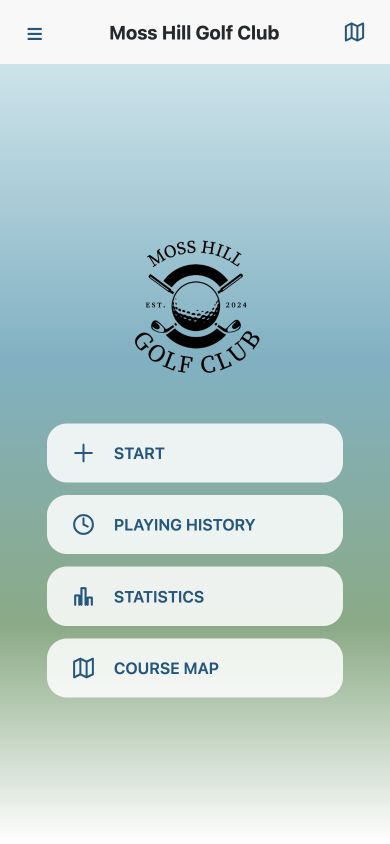 Moss Hill Golf Club
MOSS HILL
EST. 2024
GOLF CLUB
START
PLAYING HISTORY
STATISTICS
COURSE MAP